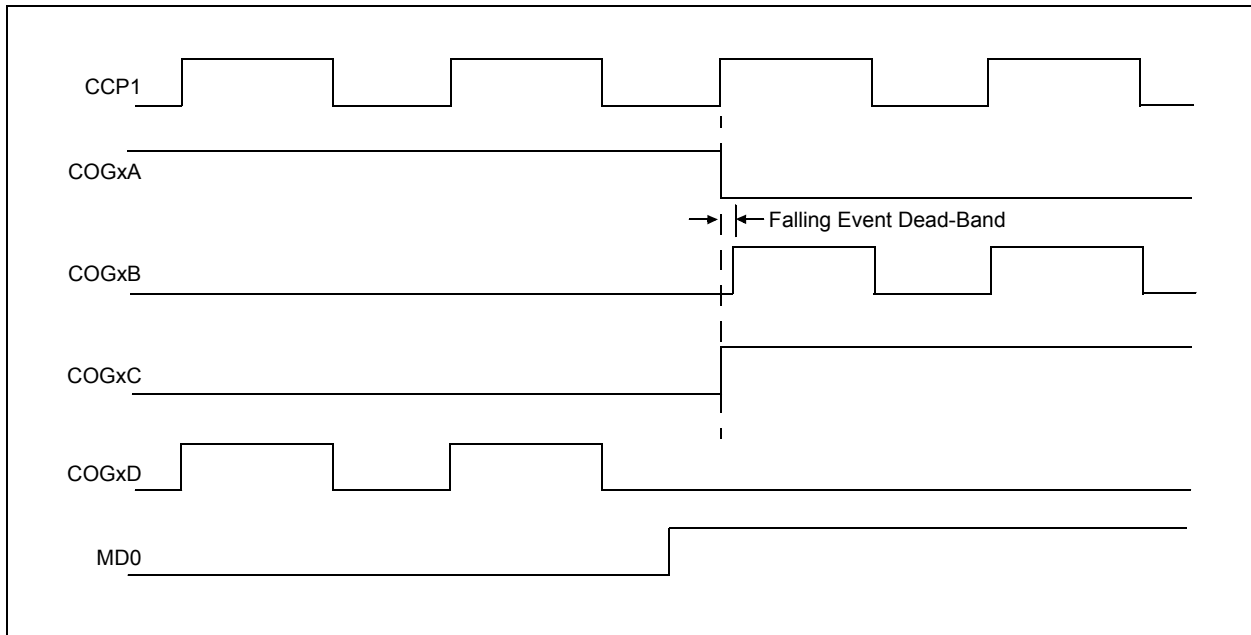 CCP1
COGxA
Falling Event Dead-Band
COGxB
COGxC
COGxD
MD0